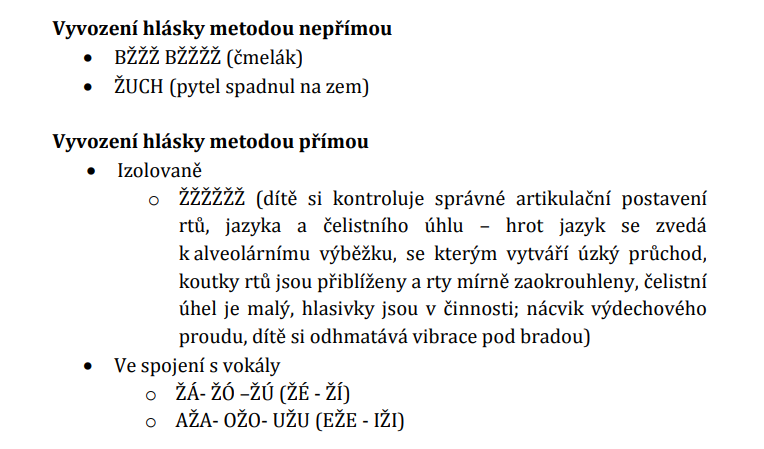 Vyvození hlásky metodou nepřímou
• BŽŽŽ BŽŽŽŽ (čmelák)
• ŽUCH (pytel spadnul na zem)
Vyvození hlásky metodou přímou
• Izolovaně
o ŽŽŽŽŽŽ (dítě si kontroluje správné artikulační postavení
rtů, jazyka a čelistního úhlu – hrot jazyk se zvedá
k alveolárnímu výběžku, se kterým vytváří úzký průchod,
koutky rtů jsou přiblíženy a rty mírně zaokrouhleny, čelistní
úhel je malý, hlasivky jsou v činnosti; nácvik výdechového
proudu, dítě si odhmatává vibrace pod bradou)
• Ve spojení s vokály
o ŽÁ- ŽÓ –ŽÚ (ŽÉ - ŽÍ)
o AŽA- OŽO- UŽU (EŽE - IŽI)